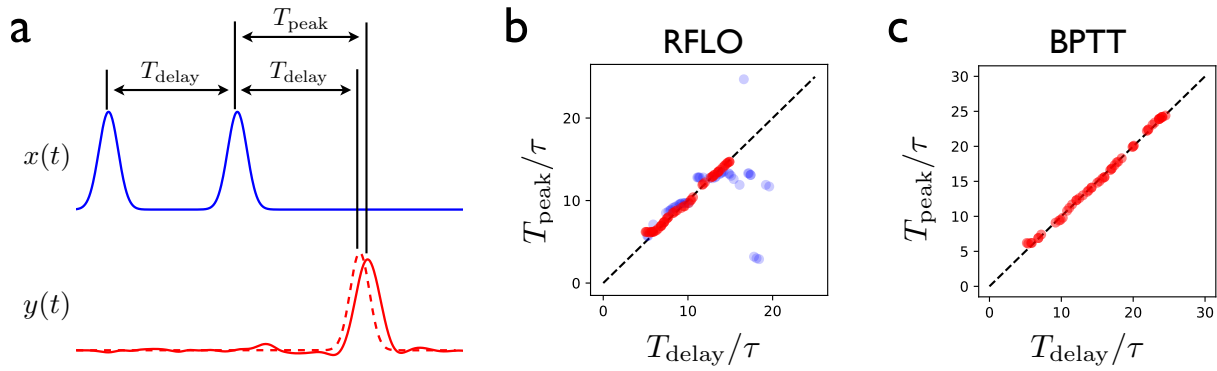 a
T_peak
T_delay
T_delay
x(t)
y(t)
b
RFLO
20
10
0
0
10
20
T_peak/τ
T_delay/τ
c
BPTT
30
25
20
15
10
5
0
0
10
20
30
T_peak/τ
T_delay/τ